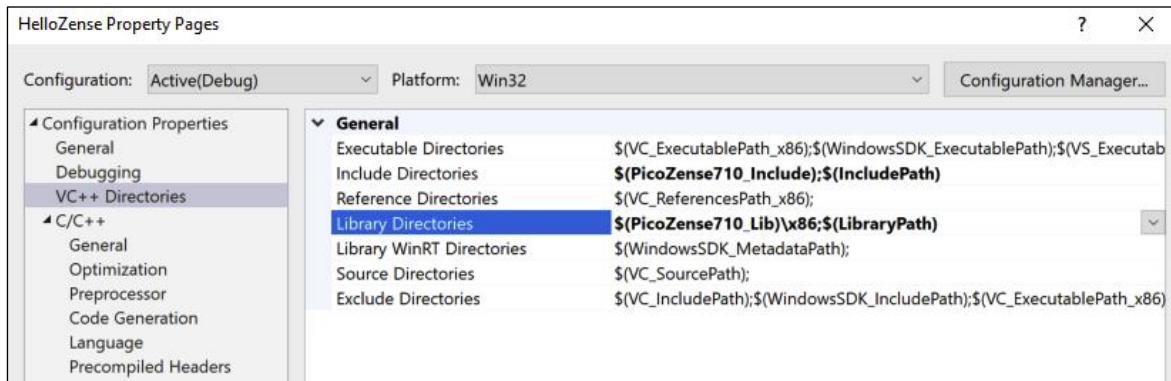 HelloZense Property Pages ? ×
Configuration: Active(Debug) Platform: Win32 Configuration Manager...
Configuration Properties
General
Debugging
VC++ Directories
C/C++
General
Optimization
Preprocessor
Code Generation
Language
Precompiled Headers
General
Executable Directories $(VC_ExecutablePath_x86);$(WindowsSDK_ExecutablePath);$(VS_Executab
Include Directories $(PicoZense710_Include);$(IncludePath)
Reference Directories $(VC_ReferencesPath_x86);
Library Directories $(PicoZense710_Lib)\x86;$(LibraryPath)
Library WinRT Directories $(WindowsSDK_MetadataPath);
Source Directories $(VC_SourcePath);
Exclude Directories $(VC_IncludePath);$(WindowsSDK_IncludePath);$(VC_ExecutablePath_x86)